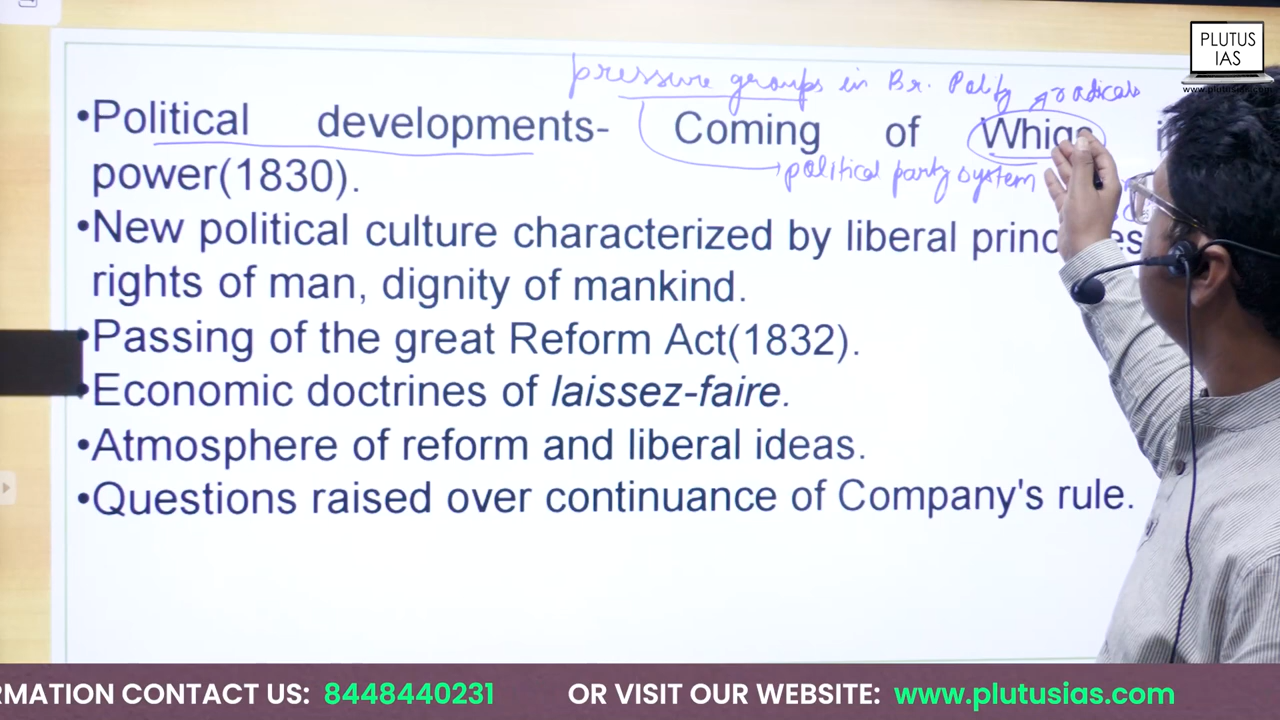 PLUTUS
IAS
www.plutusias.com
pressure groups in Br. Polity radicals
•Political developments- Coming of Whigs
political party system
power(1830).
•New political culture characterized by liberal
rights of man, dignity of mankind.
•Passing of the great Reform Act(1832).
•Economic doctrines of laissez-faire.
•Atmosphere of reform and liberal ideas.
•Questions raised over continuance of Company's rule.
RMATION CONTACT US: 8448440231 OR VISIT OUR WEBSITE: www.plutusias.com